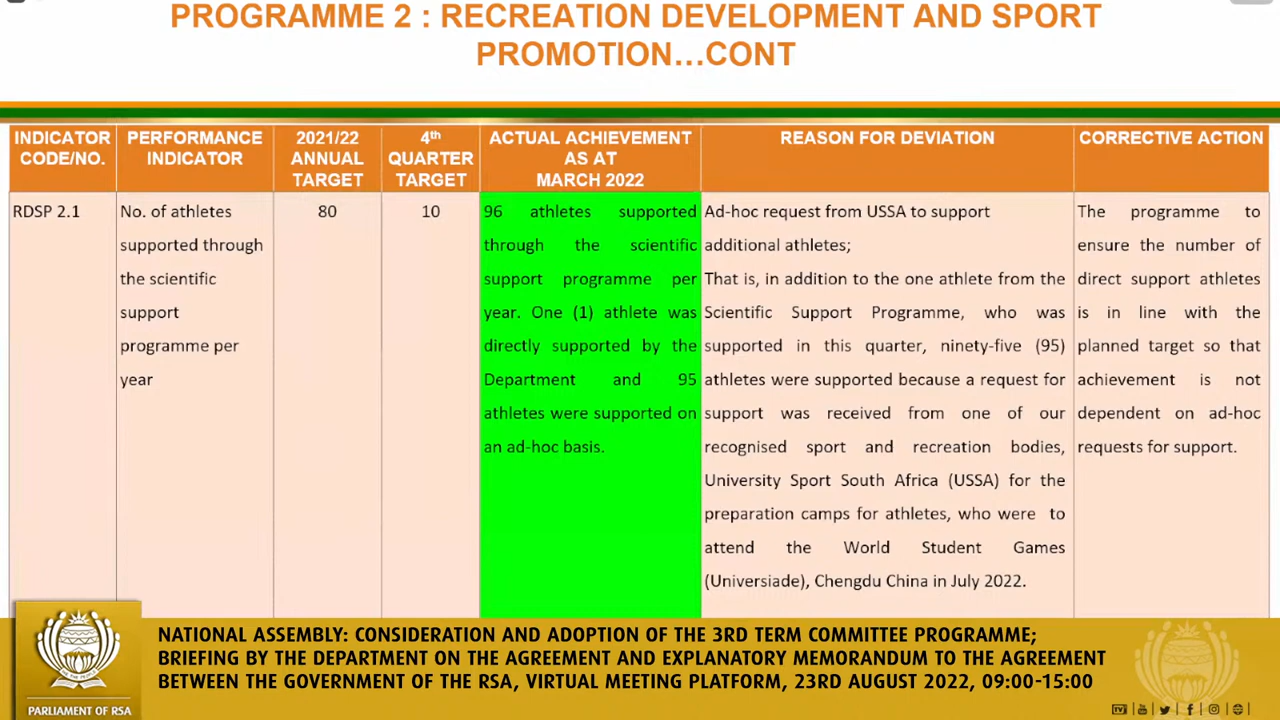 PROGRAMME 2 : RECREATION DEVELOPMENT AND SPORT
PROMOTION...CONT
INDICATOR
CODE/NO.
PERFORMANCE
INDICATOR
2021/22
ANNUAL
TARGET
4th
QUARTER
TARGET
ACTUAL ACHIEVEMENT
AS AT
MARCH 2022
REASON FOR DEVIATION
CORRECTIVE ACTION
RDSP 2.1
No. of athletes
supported through
the scientific
support
programme per
year
80
10
96 athletes supported
through the scientific
support programme per
year. One (1) athlete was
directly supported by the
Department and 95
athletes were supported on
an ad-hoc basis.
Ad-hoc request from USSA to support
additional athletes;
That is, in addition to the one athlete from the
Scientific Support Programme, who was
supported in this quarter, ninety-five (95)
athletes were supported because a request for
support was received from one of our
recognised sport and recreation bodies,
University Sport South Africa (USSA) for the
preparation camps for athletes, who were to
attend the World Student Games
(Universiade), Chengdu China in July 2022.
The programme to
ensure the number of
direct support athletes
is in line with the
planned target so that
achievement is not
dependent on ad-hoc
requests for support.
PARLIAMENT OF RSA
NATIONAL ASSEMBLY: CONSIDERATION AND ADOPTION OF THE 3RD TERM COMMITTEE PROGRAMME;
BRIEFING BY THE DEPARTMENT ON THE AGREEMENT AND EXPLANATORY MEMORANDUM TO THE AGREEMENT
BETWEEN THE GOVERNMENT OF THE RSA, VIRTUAL MEETING PLATFORM, 23RD AUGUST 2022, 09:00-15:00